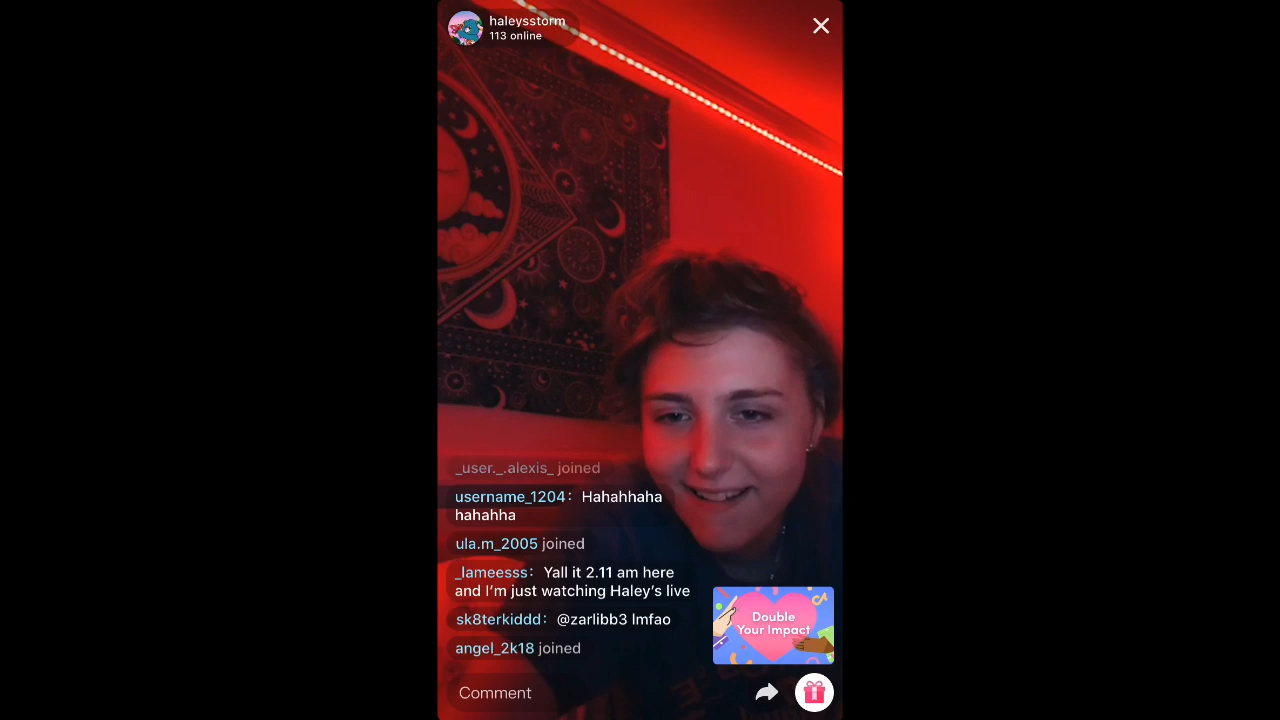 haleysstorm
113 online
_user._.alexis_ joined
username_1204: Hahahhaha
hahahha
ula.m_2005 joined
_lameesss: Yall it 2.11 am here
and I'm just watching Haley's live
sk8terkiddd: @zarlibb3 lmfao
angel_2k18 joined
Double
Your Impact
Comment